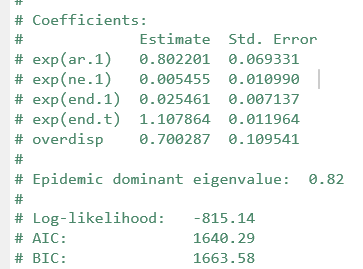 #
# Coefficients:
#              Estimate  Std. Error
# exp(ar.1)    0.802201  0.069331
# exp(ne.1)    0.005455  0.010990
# exp(end.1)   0.025461  0.007137
# exp(end.t)   1.107864  0.011964
# overdisp     0.700287  0.109541
#
# Epidemic dominant eigenvalue:  0.82
#
# Log-likelihood:   -815.14
# AIC:              1640.29
# BIC:              1663.58